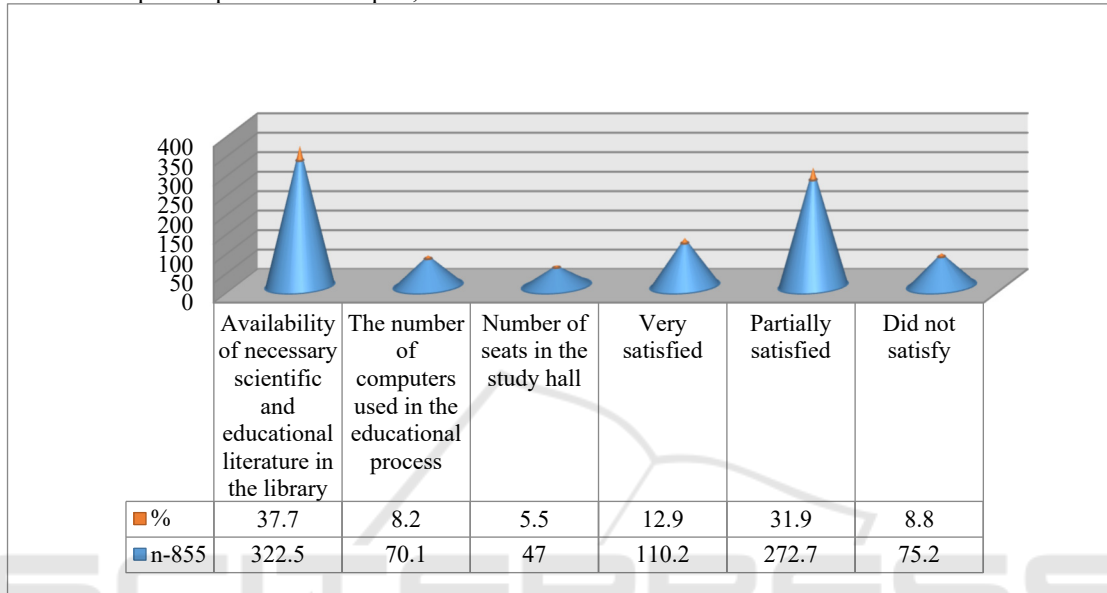 400
350
300
250
200
150
100
50
0
Availability
of necessary
scientific
and
educational
literature in
the library
The number
of
computers
used in the
educational
process
Number of
seats in the
study hall
Very
satisfied
Partially
satisfied
Did not
satisfy
% 37.7 8.2 5.5 12.9 31.9 8.8
n-855 322.5 70.1 47 110.2 272.7 75.2